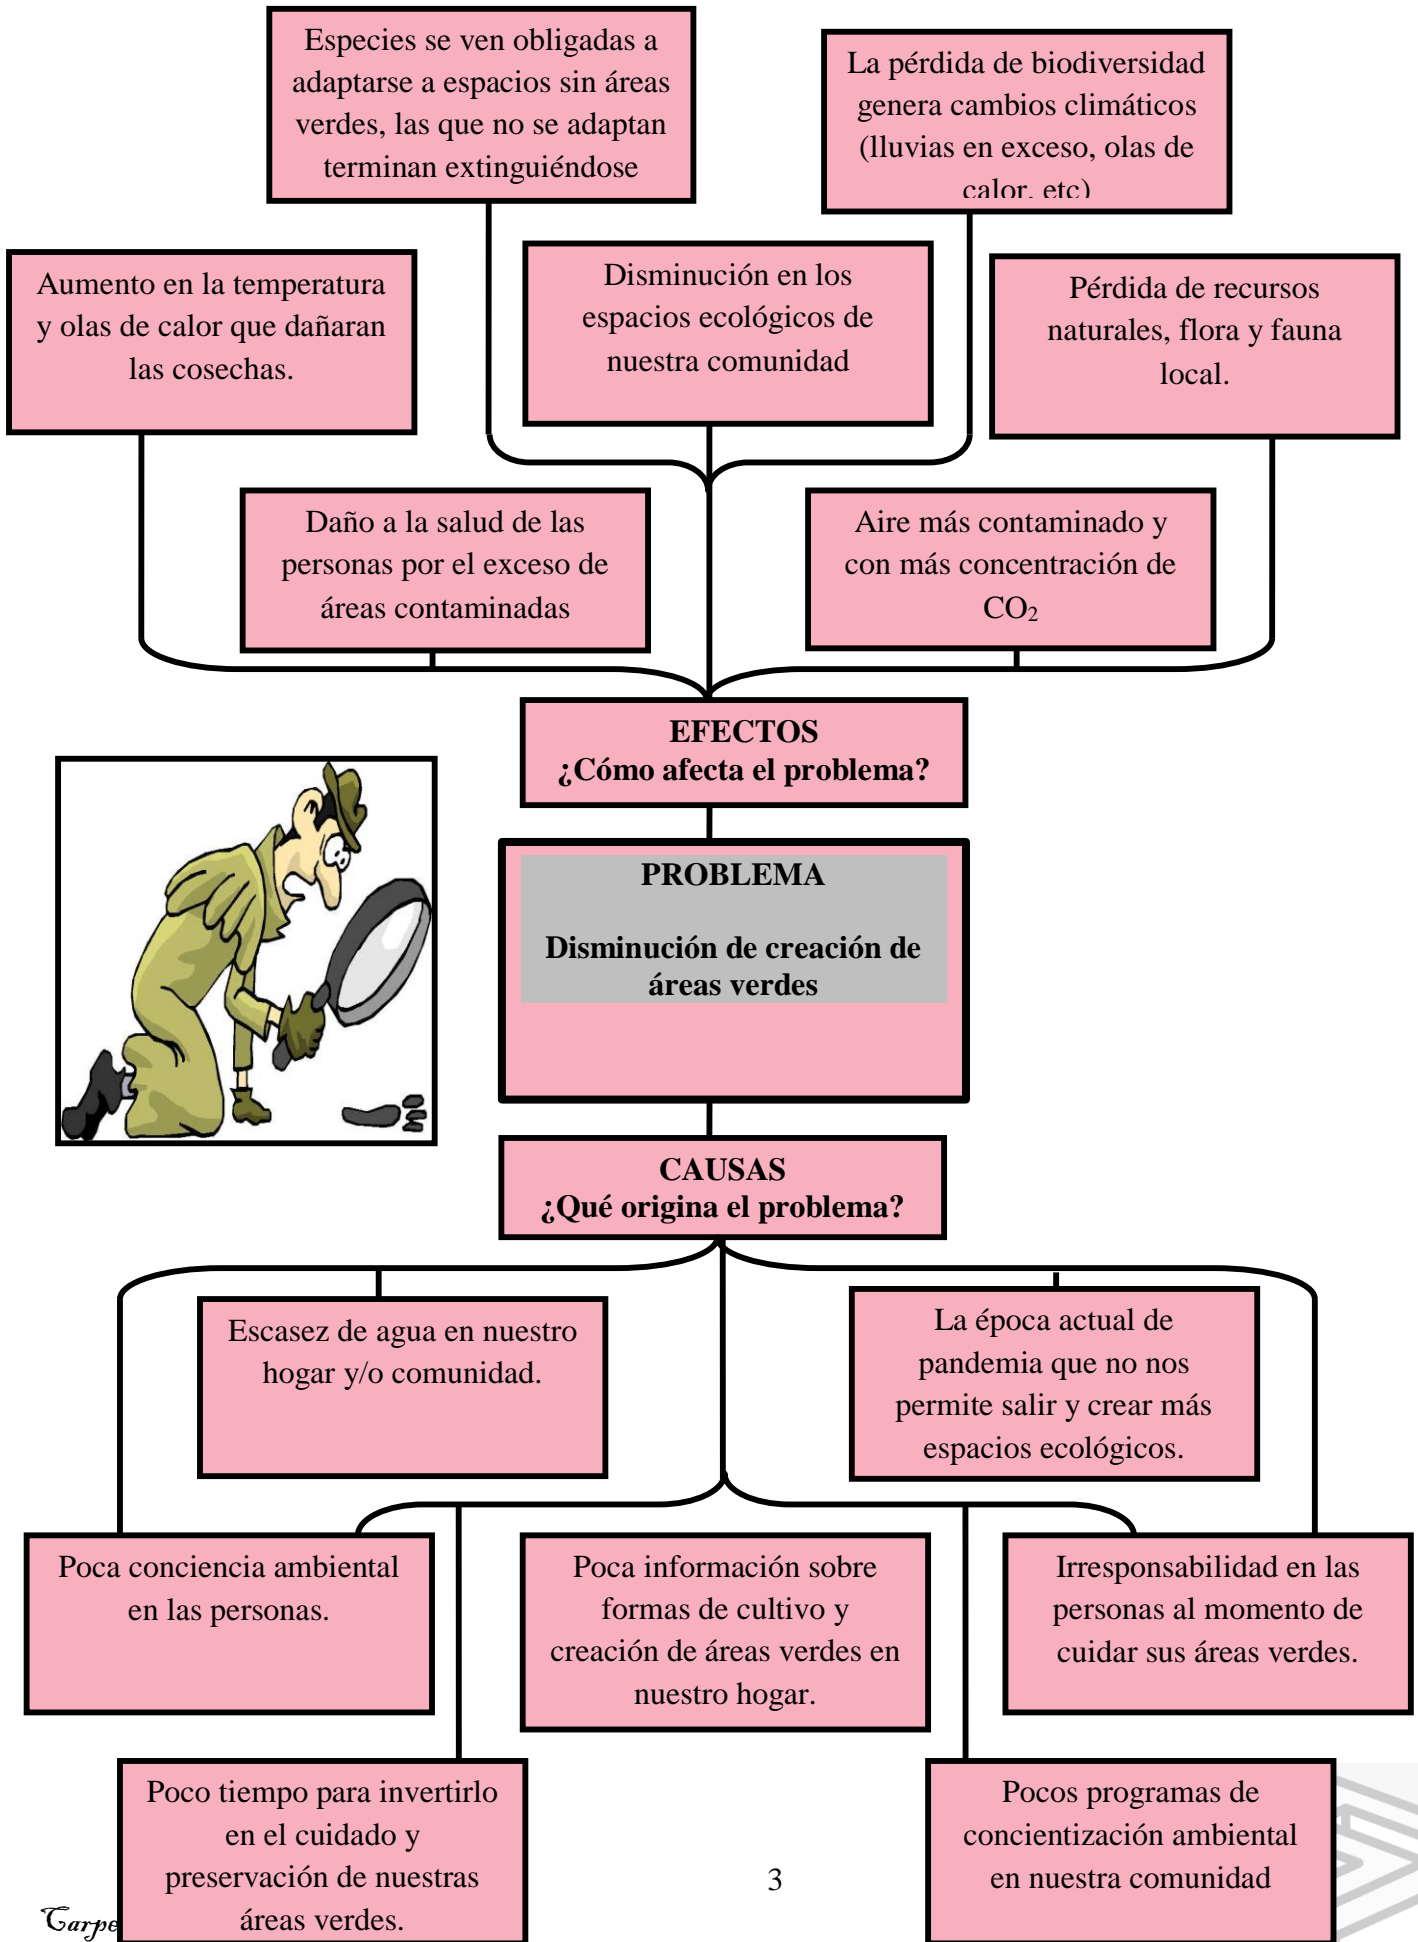 Especies se ven obligadas a
adaptarse a espacios sin áreas
verdes, las que no se adaptan
terminan extinguiéndose
La pérdida de biodiversidad
genera cambios climáticos
(lluvias en exceso, olas de
calor, etc)
Aumento en la temperatura
y olas de calor que dañaran
las cosechas.
Disminución en los
espacios ecológicos de
nuestra comunidad
Pérdida de recursos
naturales, flora y fauna
local.
Daño a la salud de las
personas por el exceso de
áreas contaminadas
Aire más contaminado y
con más concentración de
CO₂
EFECTOS
¿Cómo afecta el problema?
PROBLEMA
Disminución de creación de
áreas verdes
CAUSAS
¿Qué origina el problema?
Escasez de agua en nuestro
hogar y/o comunidad.
La época actual de
pandemia que no nos
permite salir y crear más
espacios ecológicos.
Poca conciencia ambiental
en las personas.
Poca información sobre
formas de cultivo y
creación de áreas verdes en
nuestro hogar.
Irresponsabilidad en las
personas al momento de
cuidar sus áreas verdes.
Poco tiempo para invertirlo
en el cuidado y
preservación de nuestras
áreas verdes.
Pocos programas de
concientización ambiental
en nuestra comunidad
3
Carpe